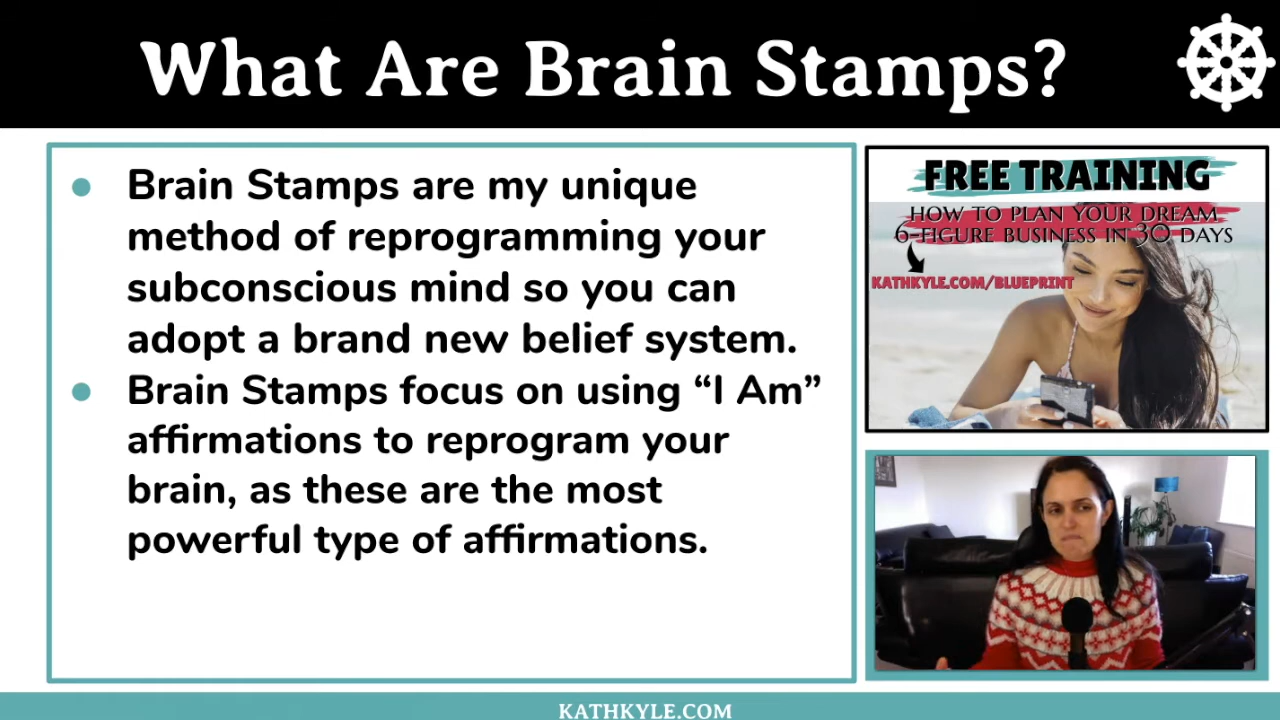 What Are Brain Stamps?
● Brain Stamps are my unique
method of reprogramming your
subconscious mind so you can
adopt a brand new belief system.
● Brain Stamps focus on using “I Am”
affirmations to reprogram your
brain, as these are the most
powerful type of affirmations.
FREE TRAINING
HOW TO PLAN YOUR DREAM
6-FIGURE BUSINESS IN 30 DAYS
KATHKYLE.COM/BLUEPRINT
KATHKYLE.COM